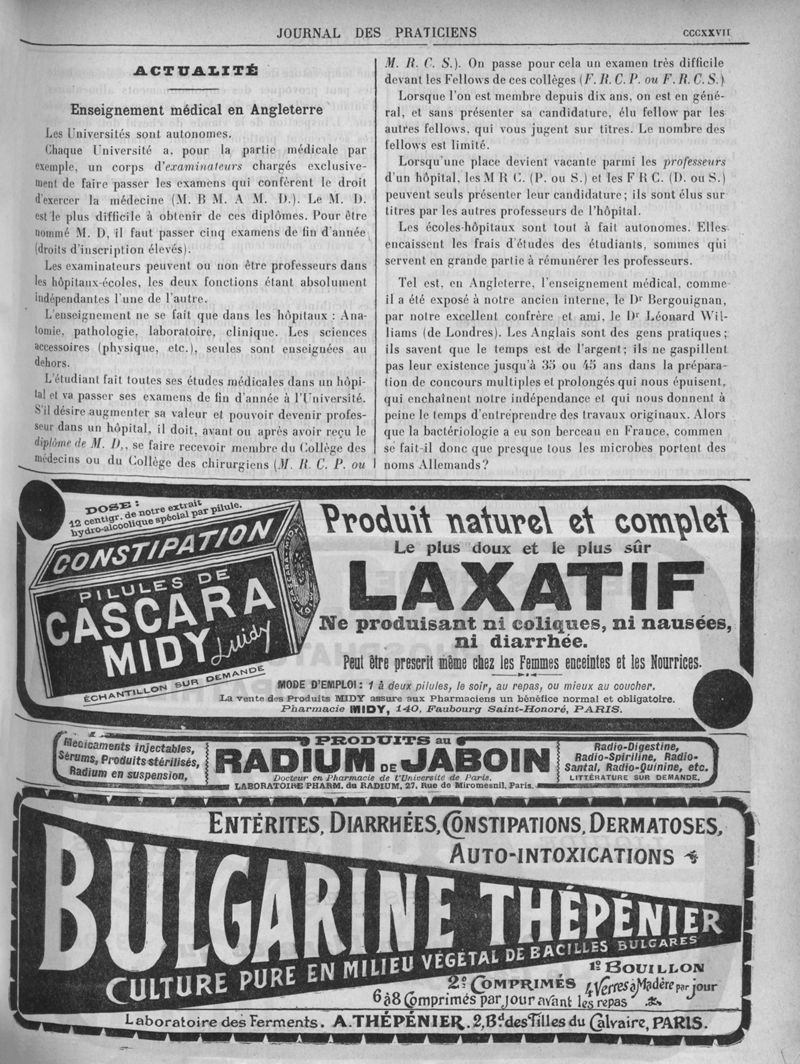 JOURNAL DES PRATICIENS
CCCXXVII
ACTUALITÉ
Enseignement médical en Angleterre
Les Universités sont autonomes.
Chaque Université a, pour la partie médicale par
exemple, un corps d'examinateurs chargés exclusive-
ment de faire passer les examens qui confèrent le droit
d'exercer la médecine (M. B M. A M. D.). Le M. D.
est le plus difficile à obtenir de ces diplômes. Pour être
nommé M. D, il faut passer cinq examens de fin d'année
(droits d'inscription élevés).
Les examinateurs peuvent ou non être professeurs dans
les hôpitaux-écoles, les deux fonctions étant absolument
indépendantes l'une de l'autre.
L'enseignement ne se fait que dans les hôpitaux : Ana-
tomie, pathologie, laboratoire, clinique. Les sciences
accessoires (physique, etc.), seules sont enseignées au
dehors.
L'étudiant fait toutes ses études médicales dans un hôpi-
tal et va passer ses examens de fin d'année à l'Université.
S'il désire augmenter sa valeur et pouvoir devenir profes-
seur dans un hôpital, il doit, avant ou après avoir reçu le
diplôme de M. D,, se faire recevoir membre du Collège des
médecins ou du Collège des chirurgiens (M. R. C. P. ou
M. R. C. S.). On passe pour cela un examen très difficile
devant les Fellows de ces collèges (F. R. C. P. ou F. R. C. S.)
Lorsque l'on est membre depuis dix ans, on est en géné-
ral, et sans présenter sa candidature, élu fellow par les
autres fellows, qui vous jugent sur titres. Le nombre des
fellows est limité.
Lorsqu'une place devient vacante parmi les professeurs
d'un hôpital, les M R C. (P. ou S.) et les F R C. (D. ou S.)
peuvent seuls présenter leur candidature ; ils sont élus sur
titres par les autres professeurs de l'hôpital.
Les écoles-hôpitaux sont tout à fait autonomes. Elles
encaissent les frais d'études des étudiants, sommes qui
servent en grande partie à rémunérer les professeurs.
Tel est, en Angleterre, l'enseignement médical, comme
il a été exposé à notre ancien interne, le Dr Bergouignan,
par notre excellent confrère et ami, le Dr Léonard Wil-
liams (de Londres). Les Anglais sont des gens pratiques ;
ils savent que le temps est de l'argent ; ils ne gaspillent
pas leur existence jusqu'à 35 ou 45 ans dans la prépara-
tion de concours multiples et prolongés qui nous épuisent,
qui enchaînent notre indépendance et qui nous donnent à
peine le temps d'entreprendre des travaux originaux. Alors
que la bactériologie a eu son berceau en France, commen
se fait-il donc que presque tous les microbes portent des
noms Allemands ?
DOSE :
12 centigr. de notre extrait
hydro-alcoolique spécial par pilule.
CONSTIPATION
PILULES DE
CASCARA
MIDY
Midy
ÉCHANTILLON SUR DEMANDE
Produit naturel et complet
Le plus doux et le plus sûr
LAXATIF
Ne produisant ni coliques, ni nausées,
ni diarrhée.
Peut être prescrit même chez les Femmes enceintes et les Nourrices.
MODE D'EMPLOI : 1 à deux pilules, le soir, au repas, ou mieux au coucher.
La vente des Produits MIDY assure aux Pharmaciens un bénéfice normal et obligatoire.
Pharmacie MIDY, 140, Faubourg Saint-Honoré, PARIS.
Médicaments injectables,
Sérums, Produits stérilisés,
Radium en suspension,
PRODUITS au
RADIUM DE JABOIN
Docteur en Pharmacie de l'Université de Paris.
LABORATOIRE PHARM. du RADIUM, 27, Rue de Miromesnil, Paris.
Radio-Digestine,
Radio-Spiriline, Radio-
Santal, Radio-Quinine, etc.
LITTÉRATURE SUR DEMANDE.
ENTÉRITES, DIARRHÉES, CONSTIPATIONS, DERMATOSES,
AUTO-INTOXICATIONS
BULGARINE THÉPÉNIER
CULTURE PURE EN MILIEU VÉGÉTAL DE BACILLES BULGARES
1º BOUILLON
4 Verres à Madère par jour
2º COMPRIMÉS
6 à 8 Comprimés par jour avant les repas
Laboratoire des Ferments. A. THÉPÉNIER. 2, Bd des Filles du Calvaire, PARIS.